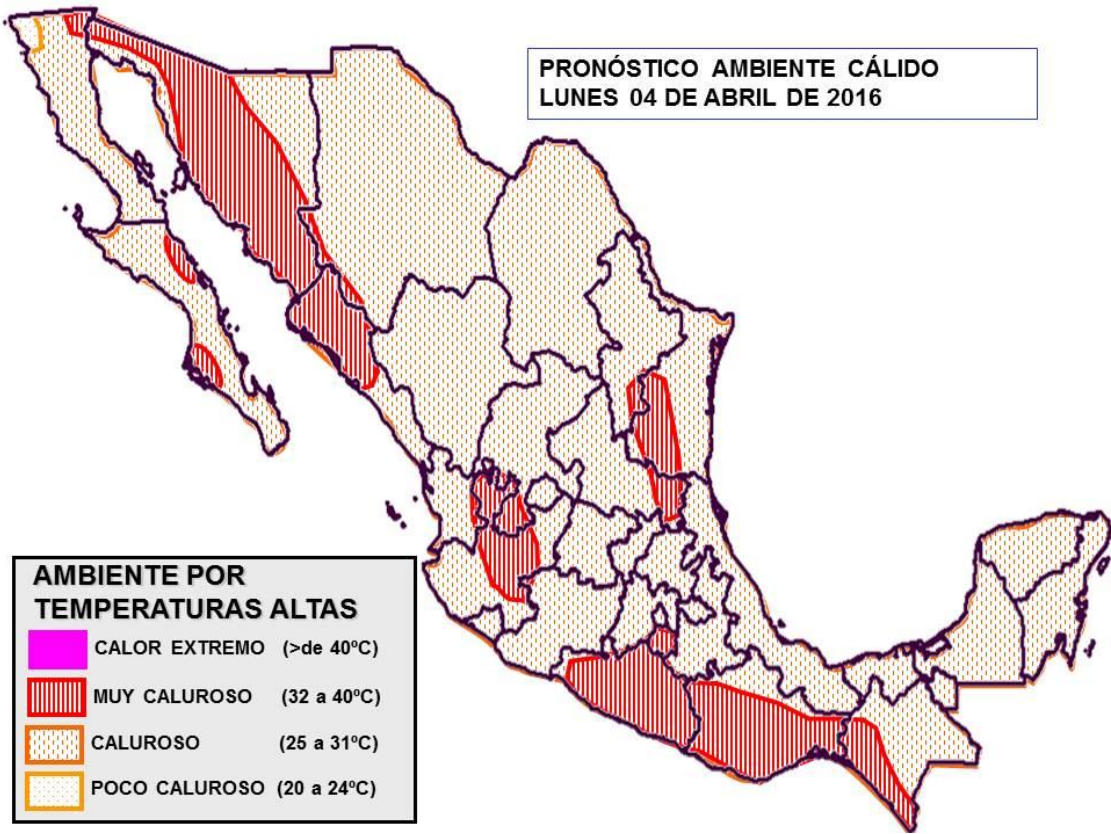 PRONÓSTICO AMBIENTE CÁLIDO
LUNES 04 DE ABRIL DE 2016
AMBIENTE POR
TEMPERATURAS ALTAS
CALOR EXTREMO (>de 40ºC)
MUY CALUROSO (32 a 40ºC)
CALUROSO (25 a 31ºC)
POCO CALUROSO (20 a 24ºC)